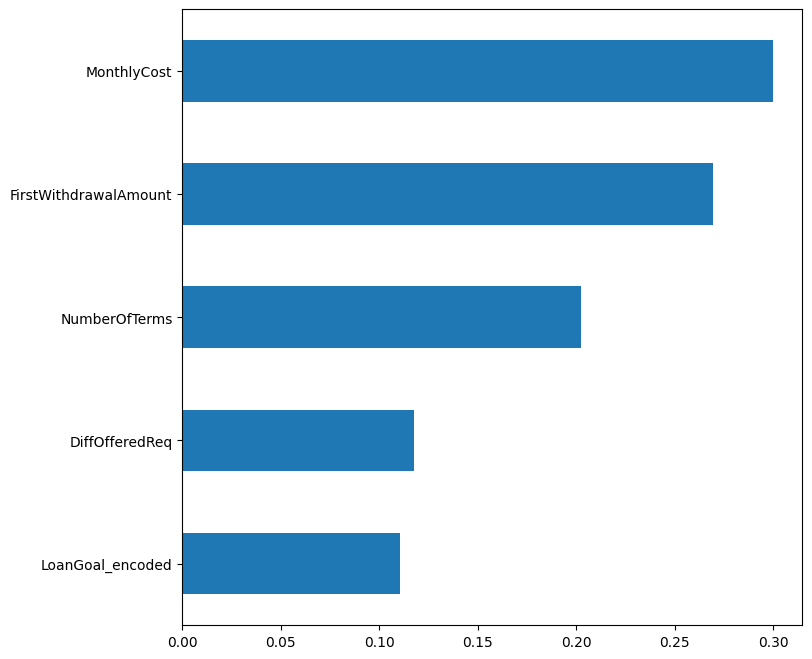 MonthlyCost
FirstWithdrawalAmount
NumberOfTerms
DiffOfferedReq
LoanGoal_encoded
0.00 0.05 0.10 0.15 0.20 0.25 0.30